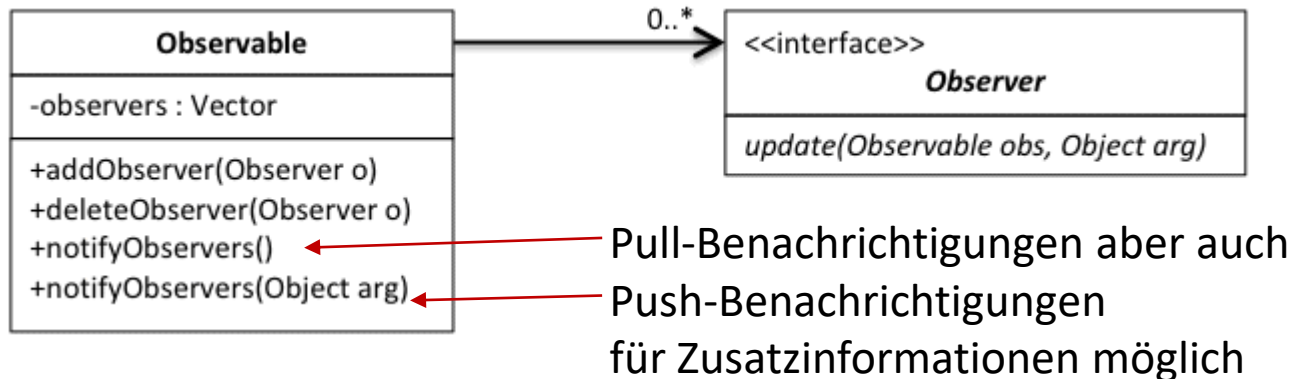 Observable
-observers : Vector
+addObserver(Observer o)
+deleteObserver(Observer o)
+notifyObservers()
+notifyObservers(Object arg)
0..*
<<interface>>
Observer
update(Observable obs, Object arg)
Pull-Benachrichtigungen aber auch
Push-Benachrichtigungen
für Zusatzinformationen möglich